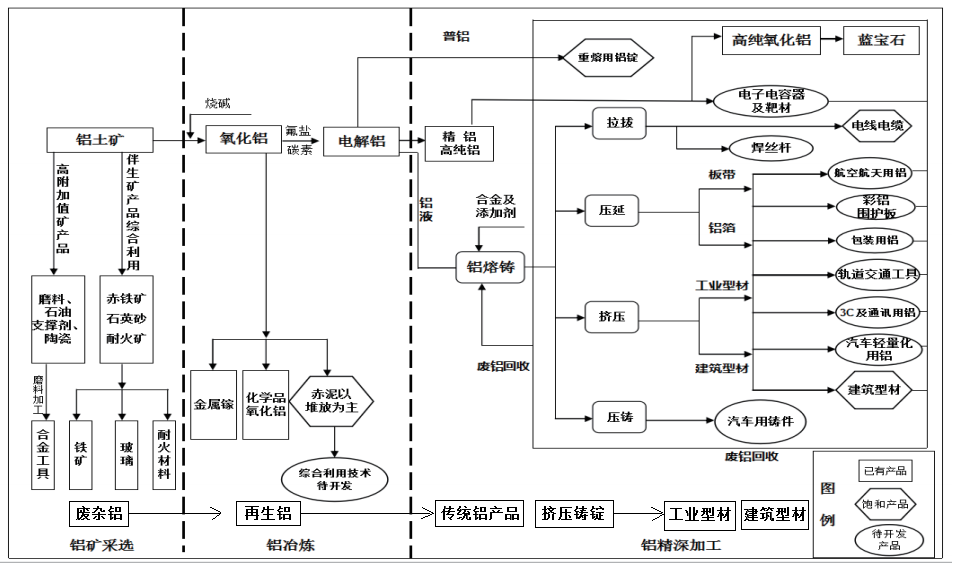 普铝
重熔用铝锭
高纯氧化铝
蓝宝石
烧碱
电子电容器
及靶材
铝土矿
氧化铝
氟盐
碳素
电解铝
精 铝
高纯铝
拉拔
电线电缆
焊丝杆
高附加值矿产品
伴生矿产品综合利用
铝液
合金及
添加剂
铝熔铸
压延
板带
铝箔
航空航天用铝
彩铝
围护板
包装用铝
轨道交通工具
工业型材
挤压
3C及通讯用铝
汽车轻量化
用铝
建筑型材
建筑型材
废铝回收
磨料、
石油
支撑剂、
陶瓷
赤铁矿
石英砂
耐火矿
磨料加工
金属镓
化学品
氧化铝
赤泥以
堆放为主
压铸
汽车用铸件
废铝回收
合金工具
铁矿
玻璃
耐火材料
综合利用技术
待开发
图例
已有产品
饱和产品
待开发
产品
废杂铝
再生铝
传统铝产品
挤压铸锭
工业型材
建筑型材
铝矿采选
铝冶炼
铝精深加工